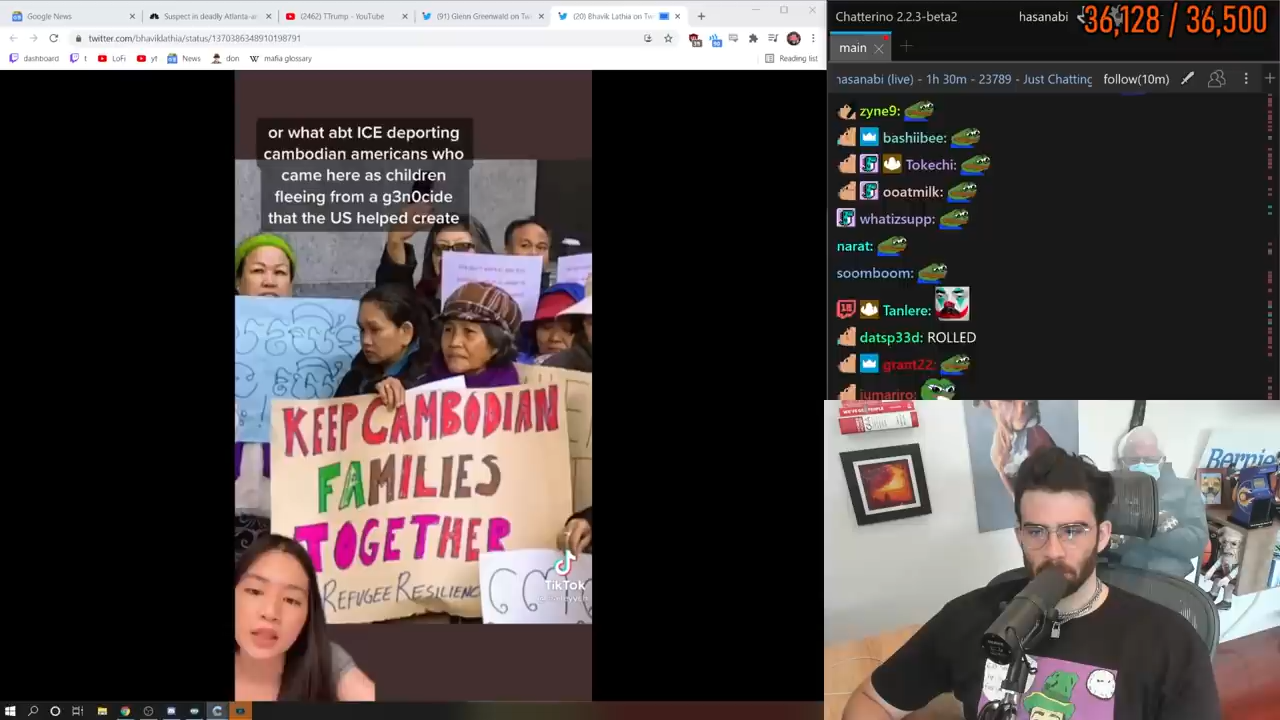 Google News
Suspect in deadly Atlanta-a
(2462) TTrump - YouTube
(91) Glenn Greenwald on Tw
(20) Bhavik Lathia on Tw
twitter.com/bhaviklathia/status/1370386348910198791
dashboard
t
LoFi
yt
News
don
mafia glossary
Reading list
or what abt ICE deporting
cambodian americans who
came here as children
fleeing from a g3n0cide
that the US helped create
KEEP CAMBODIAN
FAMILIES
TOGETHER
REFUGEE RESILIENC
TikTok
Chatterino 2.2.3-beta2
hasanabi
36,128 / 36,500
main
hasanabi (live) - 1h 30m - 23789 - Just Chatting
follow(10m)
zyne9:
bashiibee:
Tokechi:
ooatmilk:
whatizsupp:
narat:
soomboom:
Tanlere:
datsp33d: ROLLED
grant22:
jumariro:
Bernie